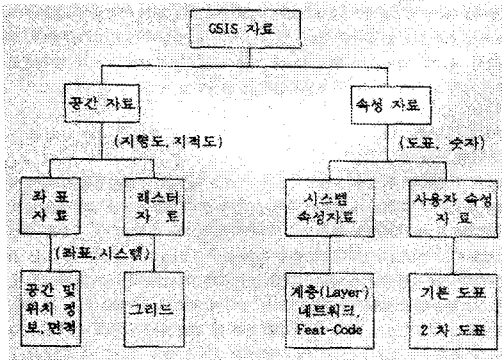 GSIS 자료
공간 자료
속성 자료
(지형도,지적도)
(도표, 숫자)
좌표
자료
래스터
자 트
시스템
속성자료
사용자 속성
자 료
(좌표,시스템)
공간 및
위치 정
보,면적
그리드
계층(Layer)
네트워크,
Feat-Code
기본 도표
2 차 도표